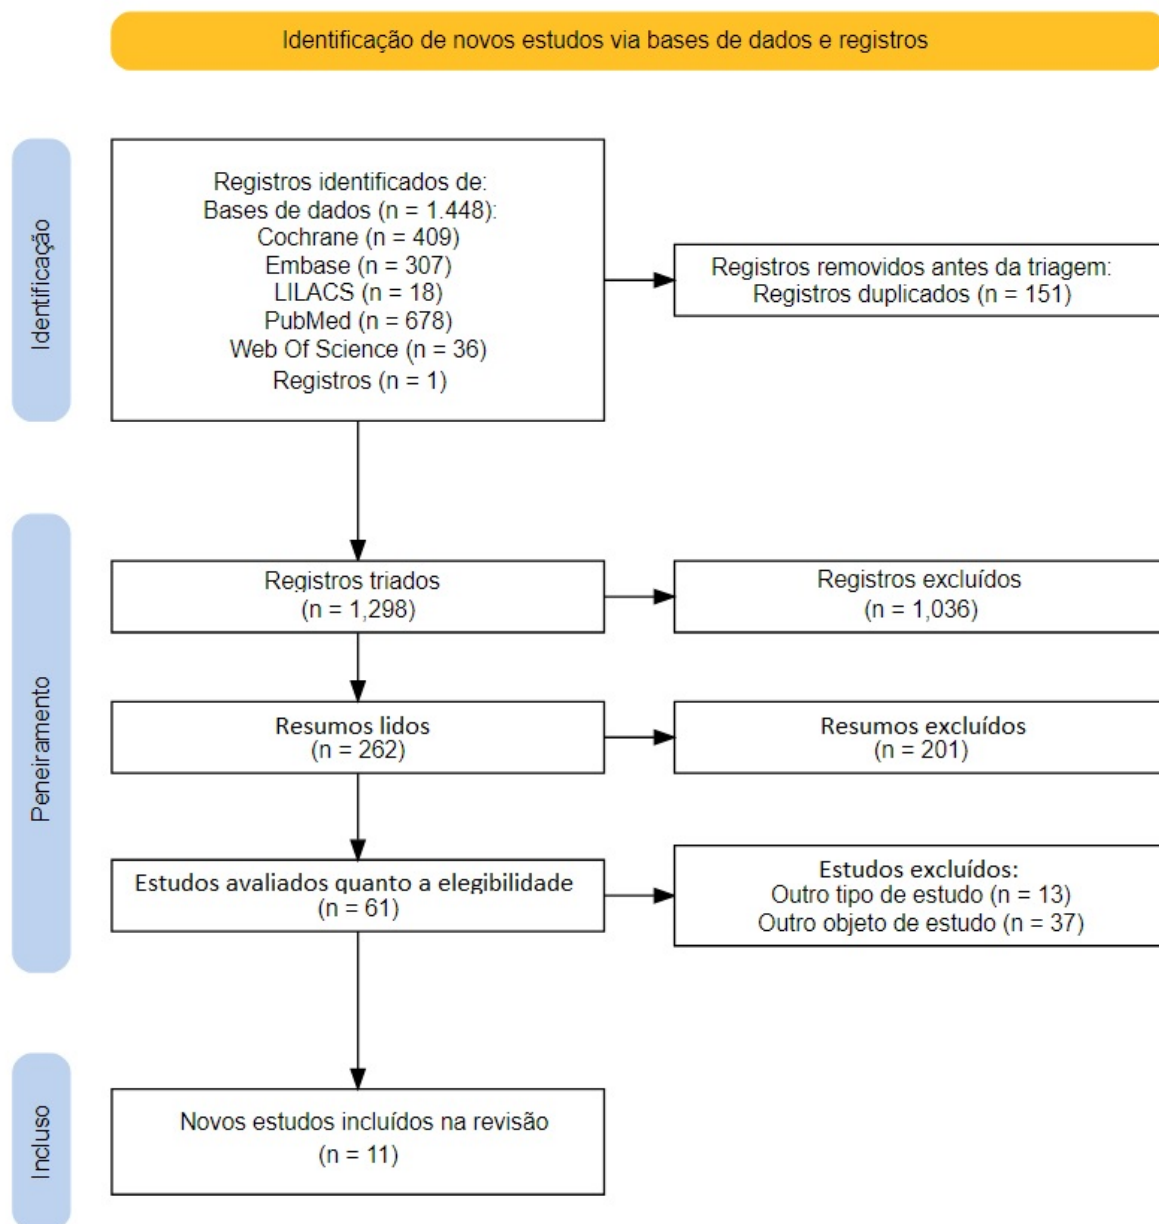 Identificação de novos estudos via bases de dados e registros
Identificação
Registros identificados de:
Bases de dados (n = 1.448):
Cochrane (n = 409)
Embase (n = 307)
LILACS (n = 18)
PubMed (n = 678)
Web Of Science (n = 36)
Registros (n = 1)
Registros removidos antes da triagem:
Registros duplicados (n = 151)
Peneiramento
Registros triados
(n = 1,298)
Registros excluídos
(n = 1,036)
Resumos lidos
(n = 262)
Resumos excluídos
(n = 201)
Estudos avaliados quanto a elegibilidade
(n = 61)
Estudos excluídos:
Outro tipo de estudo (n = 13)
Outro objeto de estudo (n = 37)
Incluso
Novos estudos incluídos na revisão
(n = 11)